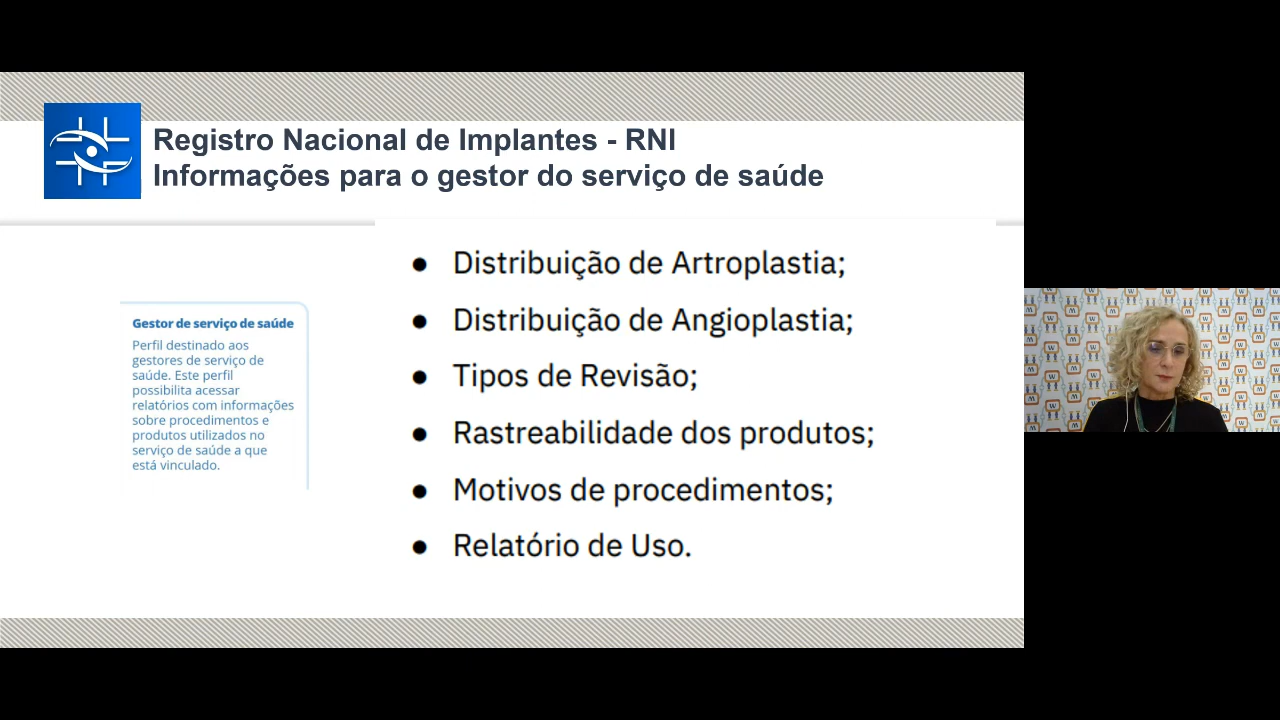 Registro Nacional de Implantes - RNI
Informações para o gestor do serviço de saúde
Gestor de serviço de saúde
Perfil destinado aos
gestores de serviço de
saúde. Este perfil
possibilita acessar
relatórios com informações
sobre procedimentos e
produtos utilizados no
serviço de saúde a que
está vinculado.
● Distribuição de Artroplastia;
● Distribuição de Angioplastia;
● Tipos de Revisão;
● Rastreabilidade dos produtos;
● Motivos de procedimentos;
● Relatório de Uso.